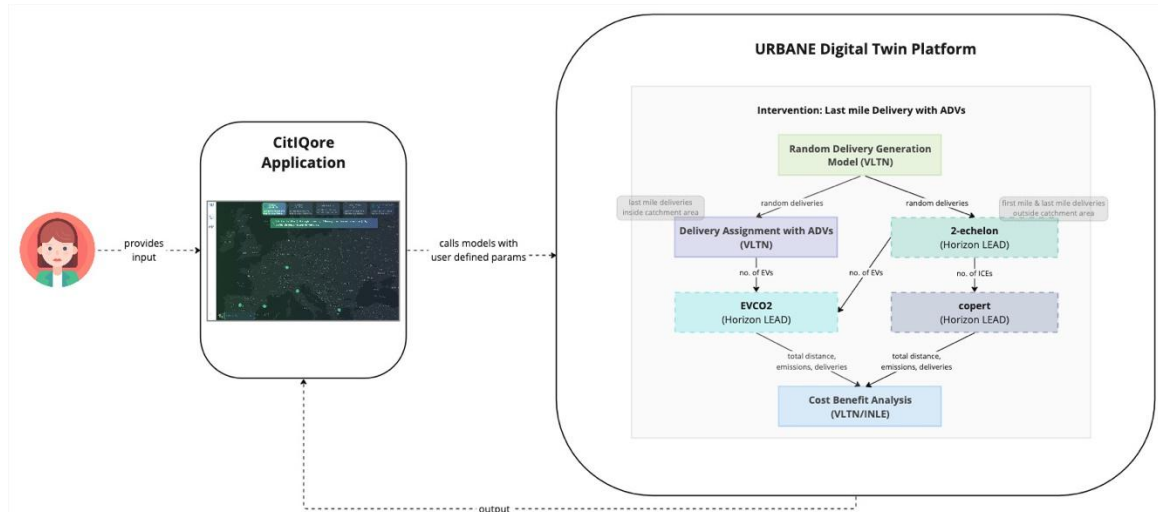 URBANE Digital Twin Platform
CitIQore
Application
provides
input
calls models with
user defined params
Intervention: Last mile Delivery with ADVs
Random Delivery Generation
Model (VLTN)
last mile deliveries
inside catchment area
random deliveries
random deliveries
first mile & last mile deliveries
outside catchment area
Delivery Assignment with ADVs
(VLTN)
2-echelon
(Horizon LEAD)
no. of EVs
no. of EVs
no. of ICEs
EVCO2
(Horizon LEAD)
copert
(Horizon LEAD)
total distance,
emissions, deliveries
total distance,
emissions, deliveries
Cost Benefit Analysis
(VLTN/INLE)
output